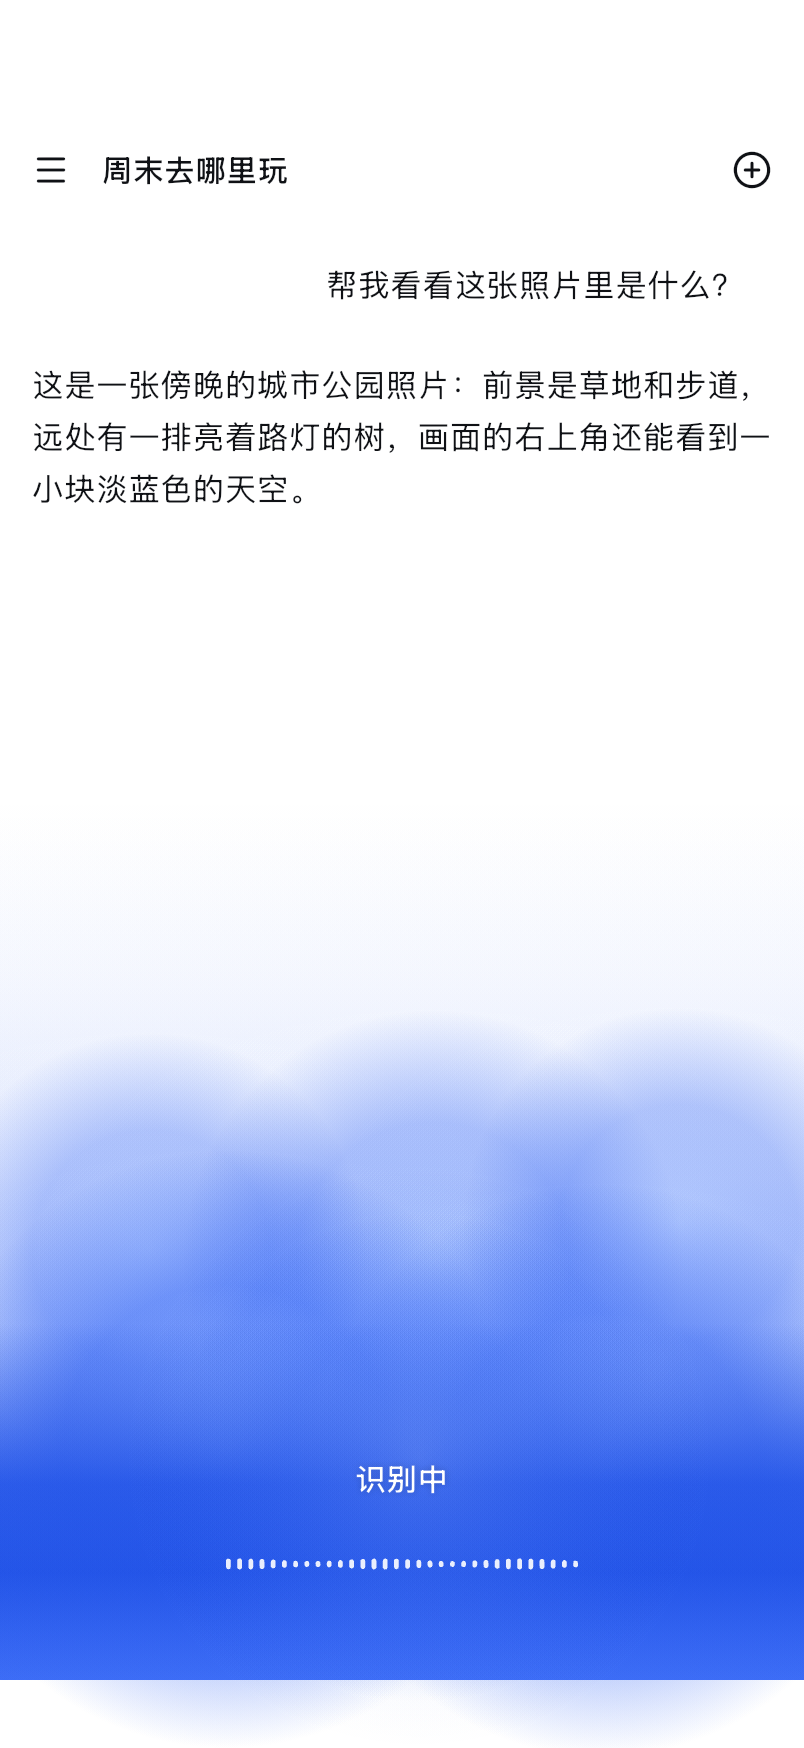 周末去哪里玩
帮我看看这张照片里是什么？
这是一张傍晚的城市公园照片：前景是草地和步道，
远处有一排亮着路灯的树，画面的右上角还能看到一
小块淡蓝色的天空。
识别中